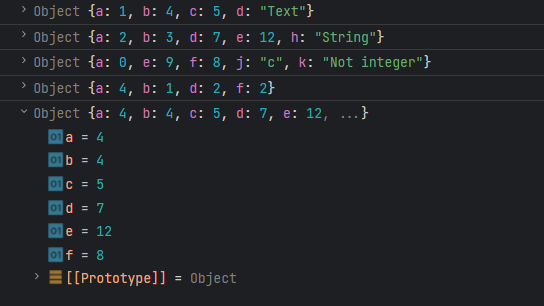 Object {a: 1, b: 4, c: 5, d: "Text"}
Object {a: 2, b: 3, d: 7, e: 12, h: "String"}
Object {a: 0, e: 9, f: 8, j: "c", k: "Not integer"}
Object {a: 4, b: 1, d: 2, f: 2}
Object {a: 4, b: 4, c: 5, d: 7, e: 12, ...}
01 a = 4
01 b = 4
01 c = 5
01 d = 7
01 e = 12
01 f = 8
[[Prototype]] = Object